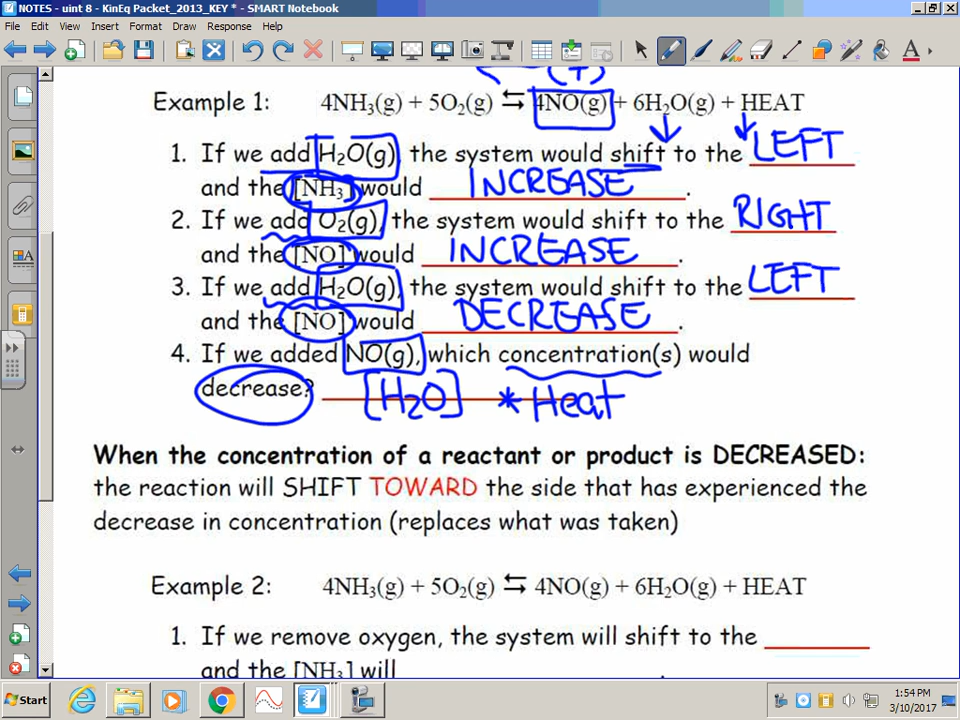 NOTES - uint 8 - KinEq Packet_2013_KEY * - SMART Notebook
File Edit View Insert Format Draw Response Help
(↑)
Example 1: 4NH₃(g) + 5O₂(g) ⇆ 4NO(g) + 6H₂O(g) + HEAT
1. If we add H₂O(g), the system would shift to the LEFT
and the [NH₃] would INCREASE.
2. If we add O₂(g), the system would shift to the RIGHT
and the [NO] would INCREASE.
3. If we add H₂O(g), the system would shift to the LEFT
and the [NO] would DECREASE.
4. If we added NO(g), which concentration(s) would
decrease? [H₂O] * Heat
When the concentration of a reactant or product is DECREASED:
the reaction will SHIFT TOWARD the side that has experienced the
decrease in concentration (replaces what was taken)
Example 2: 4NH₃(g) + 5O₂(g) ⇆ 4NO(g) + 6H₂O(g) + HEAT
1. If we remove oxygen, the system will shift to the
and the [NH₃] will
Start
1:54 PM
3/10/2017